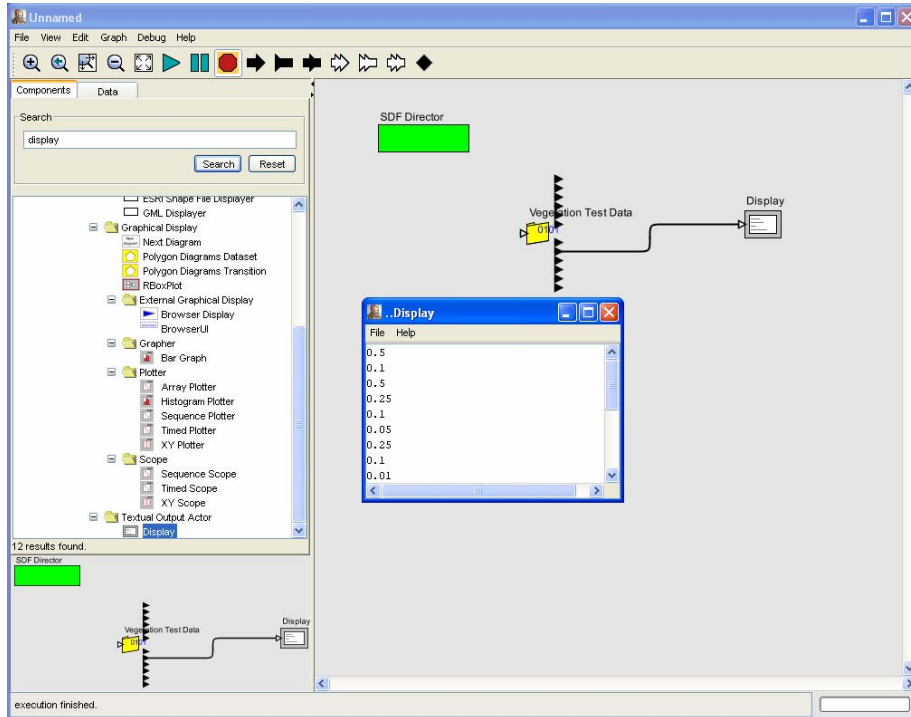 Unnamed
File View Edit Graph Debug Help
Components Data
Search
display
Search Reset
ESRI Shape File Displayer
GML Displayer
Graphical Display
Next Diagram
Polygon Diagrams Dataset
Polygon Diagrams Transition
RBoxPlot
External Graphical Display
Browser Display
BrowserUI
Grapher
Bar Graph
Plotter
Array Plotter
Histogram Plotter
Sequence Plotter
Timed Plotter
XY Plotter
Scope
Sequence Scope
Timed Scope
XY Scope
Textual Output Actor
Display
12 results found.
SDF Director
Vegetation Test Data
0101
Display
SDF Director
Vegetation Test Data
0101
Display
..Display
File Help
0.5
0.1
0.5
0.25
0.1
0.05
0.25
0.1
0.01
execution finished.